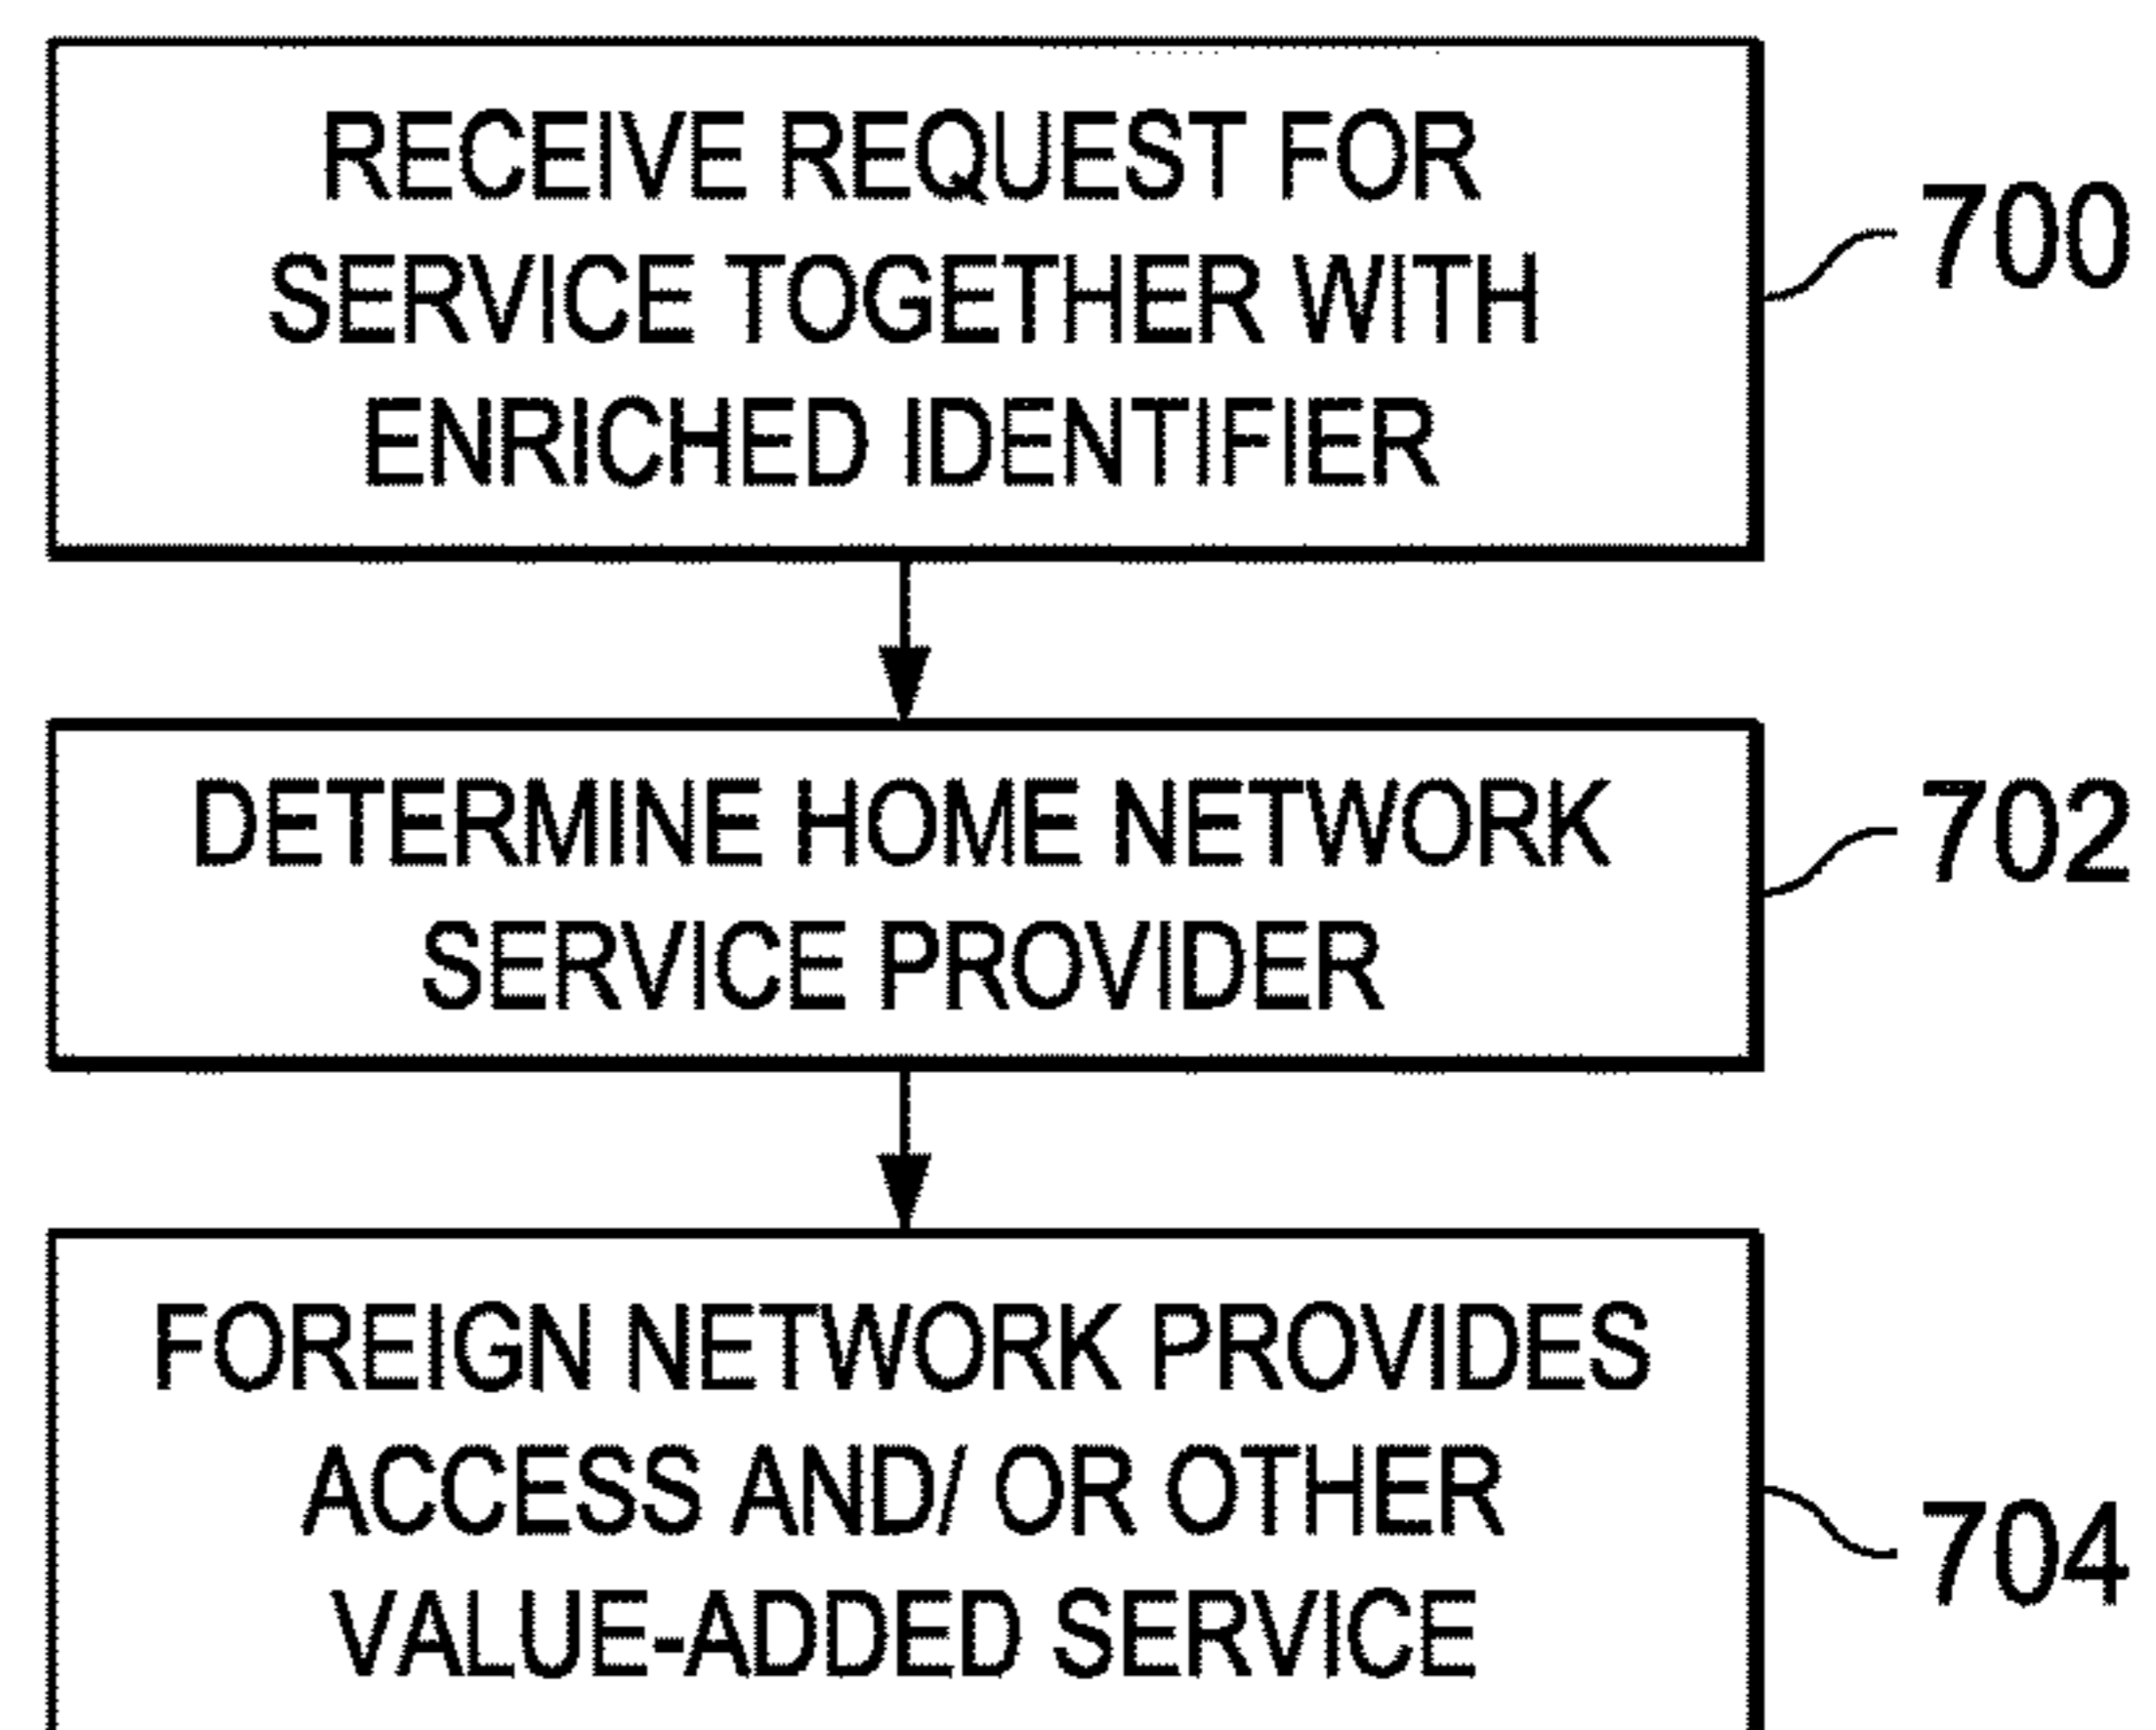 RECEIVE REQUEST FOR
SERVICE TOGETHER WITH
ENRICHED IDENTIFIER
700
DETERMINE HOME NETWORK
SERVICE PROVIDER
702
FOREIGN NETWORK PROVIDES
ACCESS AND/ OR OTHER
VALUE-ADDED SERVICE
704